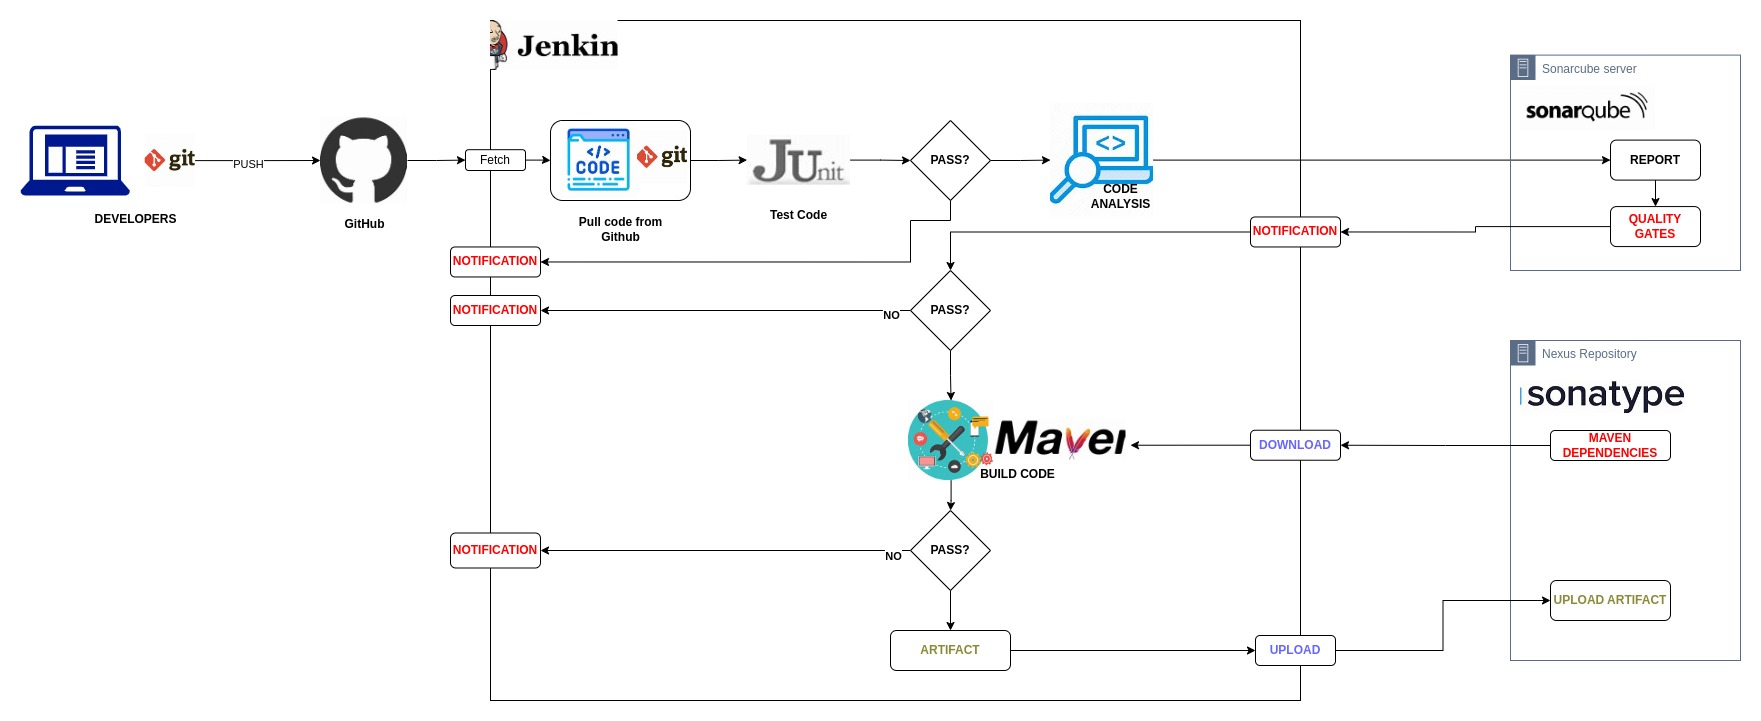 Jenkin
Sonarcube server
sonarqube
git
PUSH
Fetch
</>
CODE
git
JUnit
PASS?
<>
CODE
ANALYSIS
REPORT
DEVELOPERS
GitHub
Pull code from
Github
Test Code
QUALITY
GATES
NOTIFICATION
NOTIFICATION
NOTIFICATION
NO
PASS?
Nexus Repository
sonatype
Maver
BUILD CODE
DOWNLOAD
MAVEN
DEPENDENCIES
NOTIFICATION
NO
PASS?
UPLOAD ARTIFACT
ARTIFACT
UPLOAD